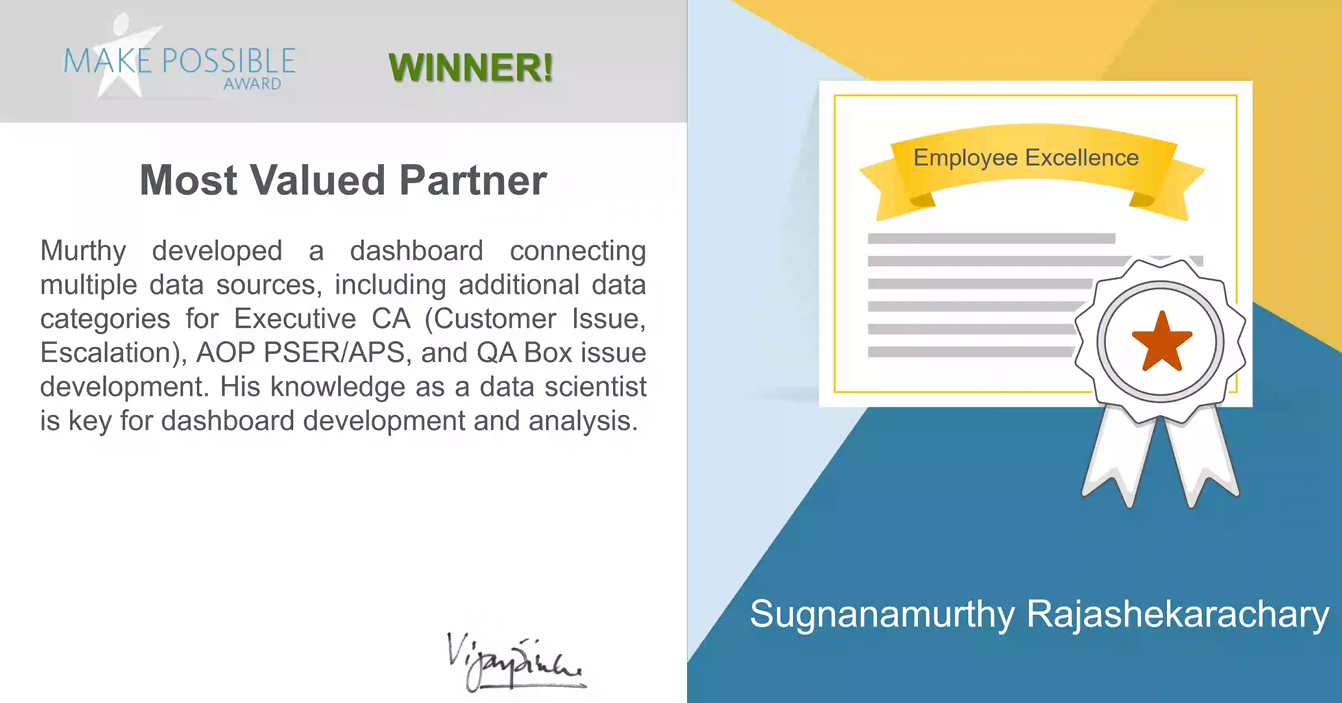 MAKE POSSIBLE
AWARD
WINNER!
Most Valued Partner
Murthy developed a dashboard connecting
multiple data sources, including additional data
categories for Executive CA (Customer Issue,
Escalation), AOP PSER/APS, and QA Box issue
development. His knowledge as a data scientist
is key for dashboard development and analysis.
Employee Excellence
Sugnanamurthy Rajashekarachary